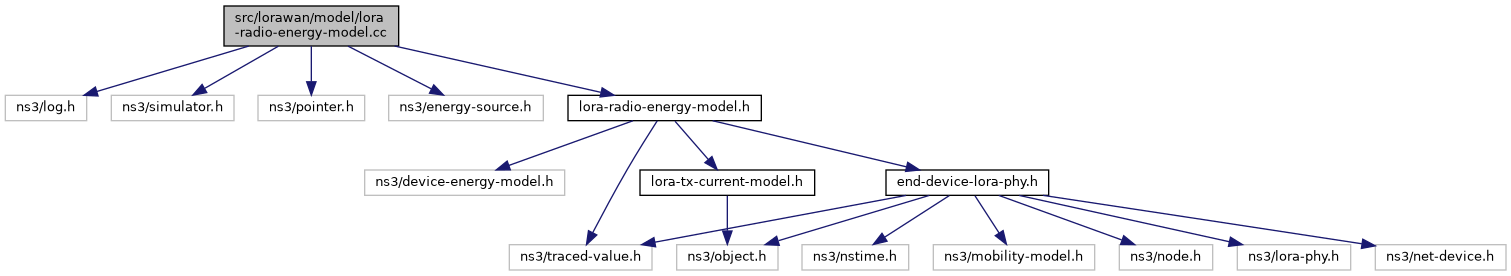 src/lorawan/model/lora
-radio-energy-model.cc
ns3/log.h
ns3/simulator.h
ns3/pointer.h
ns3/energy-source.h
lora-radio-energy-model.h
ns3/device-energy-model.h
lora-tx-current-model.h
end-device-lora-phy.h
ns3/traced-value.h
ns3/object.h
ns3/nstime.h
ns3/mobility-model.h
ns3/node.h
ns3/lora-phy.h
ns3/net-device.h